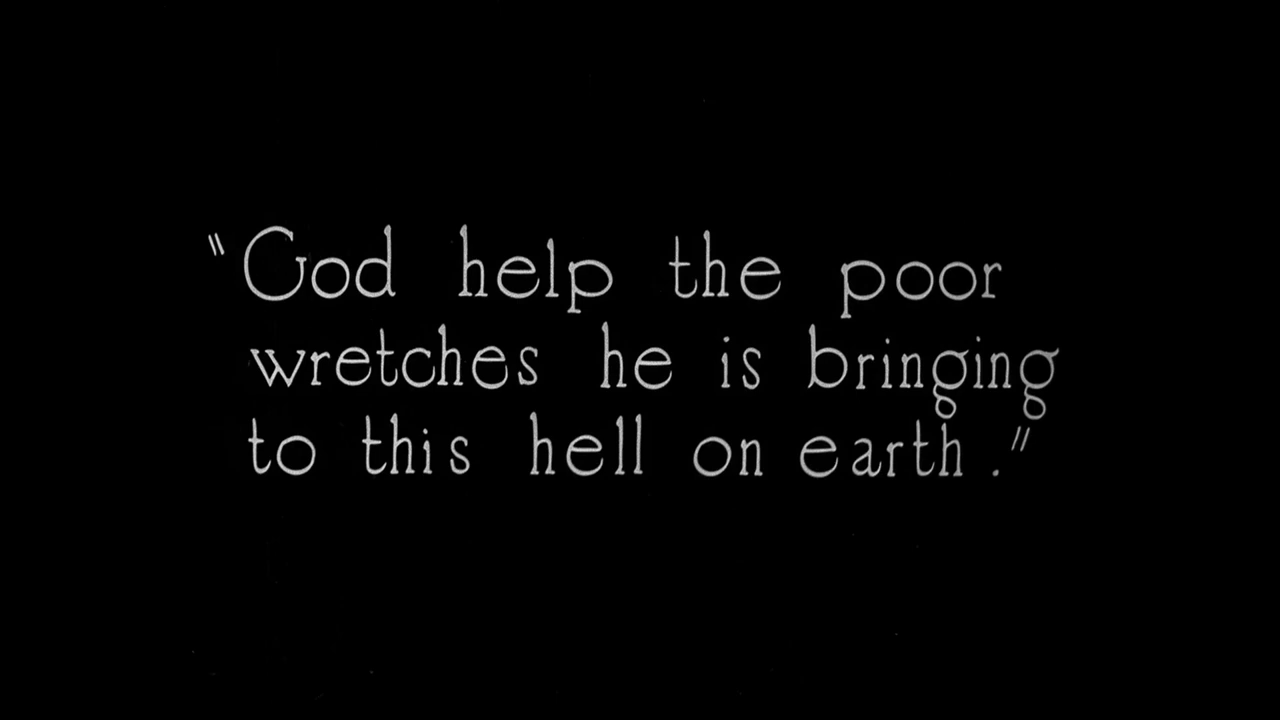 "God help the poor
wretches he is bringing
to this hell on earth."